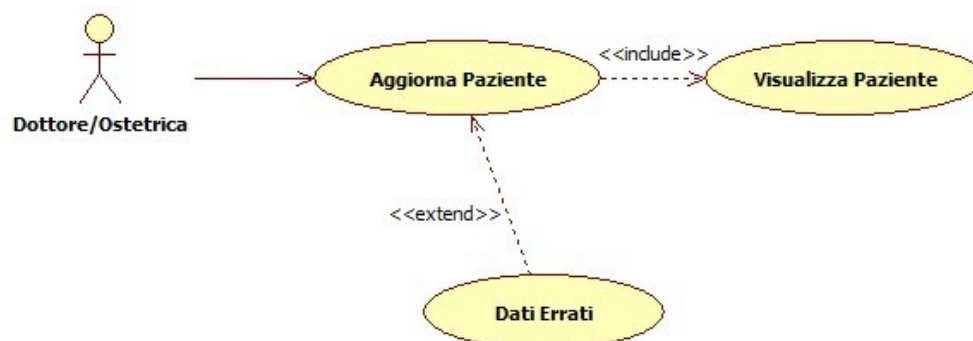 <<include>>
Aggiorna Paziente
Visualizza Paziente
Dottore/Ostetrica
<<extend>>
Dati Errati